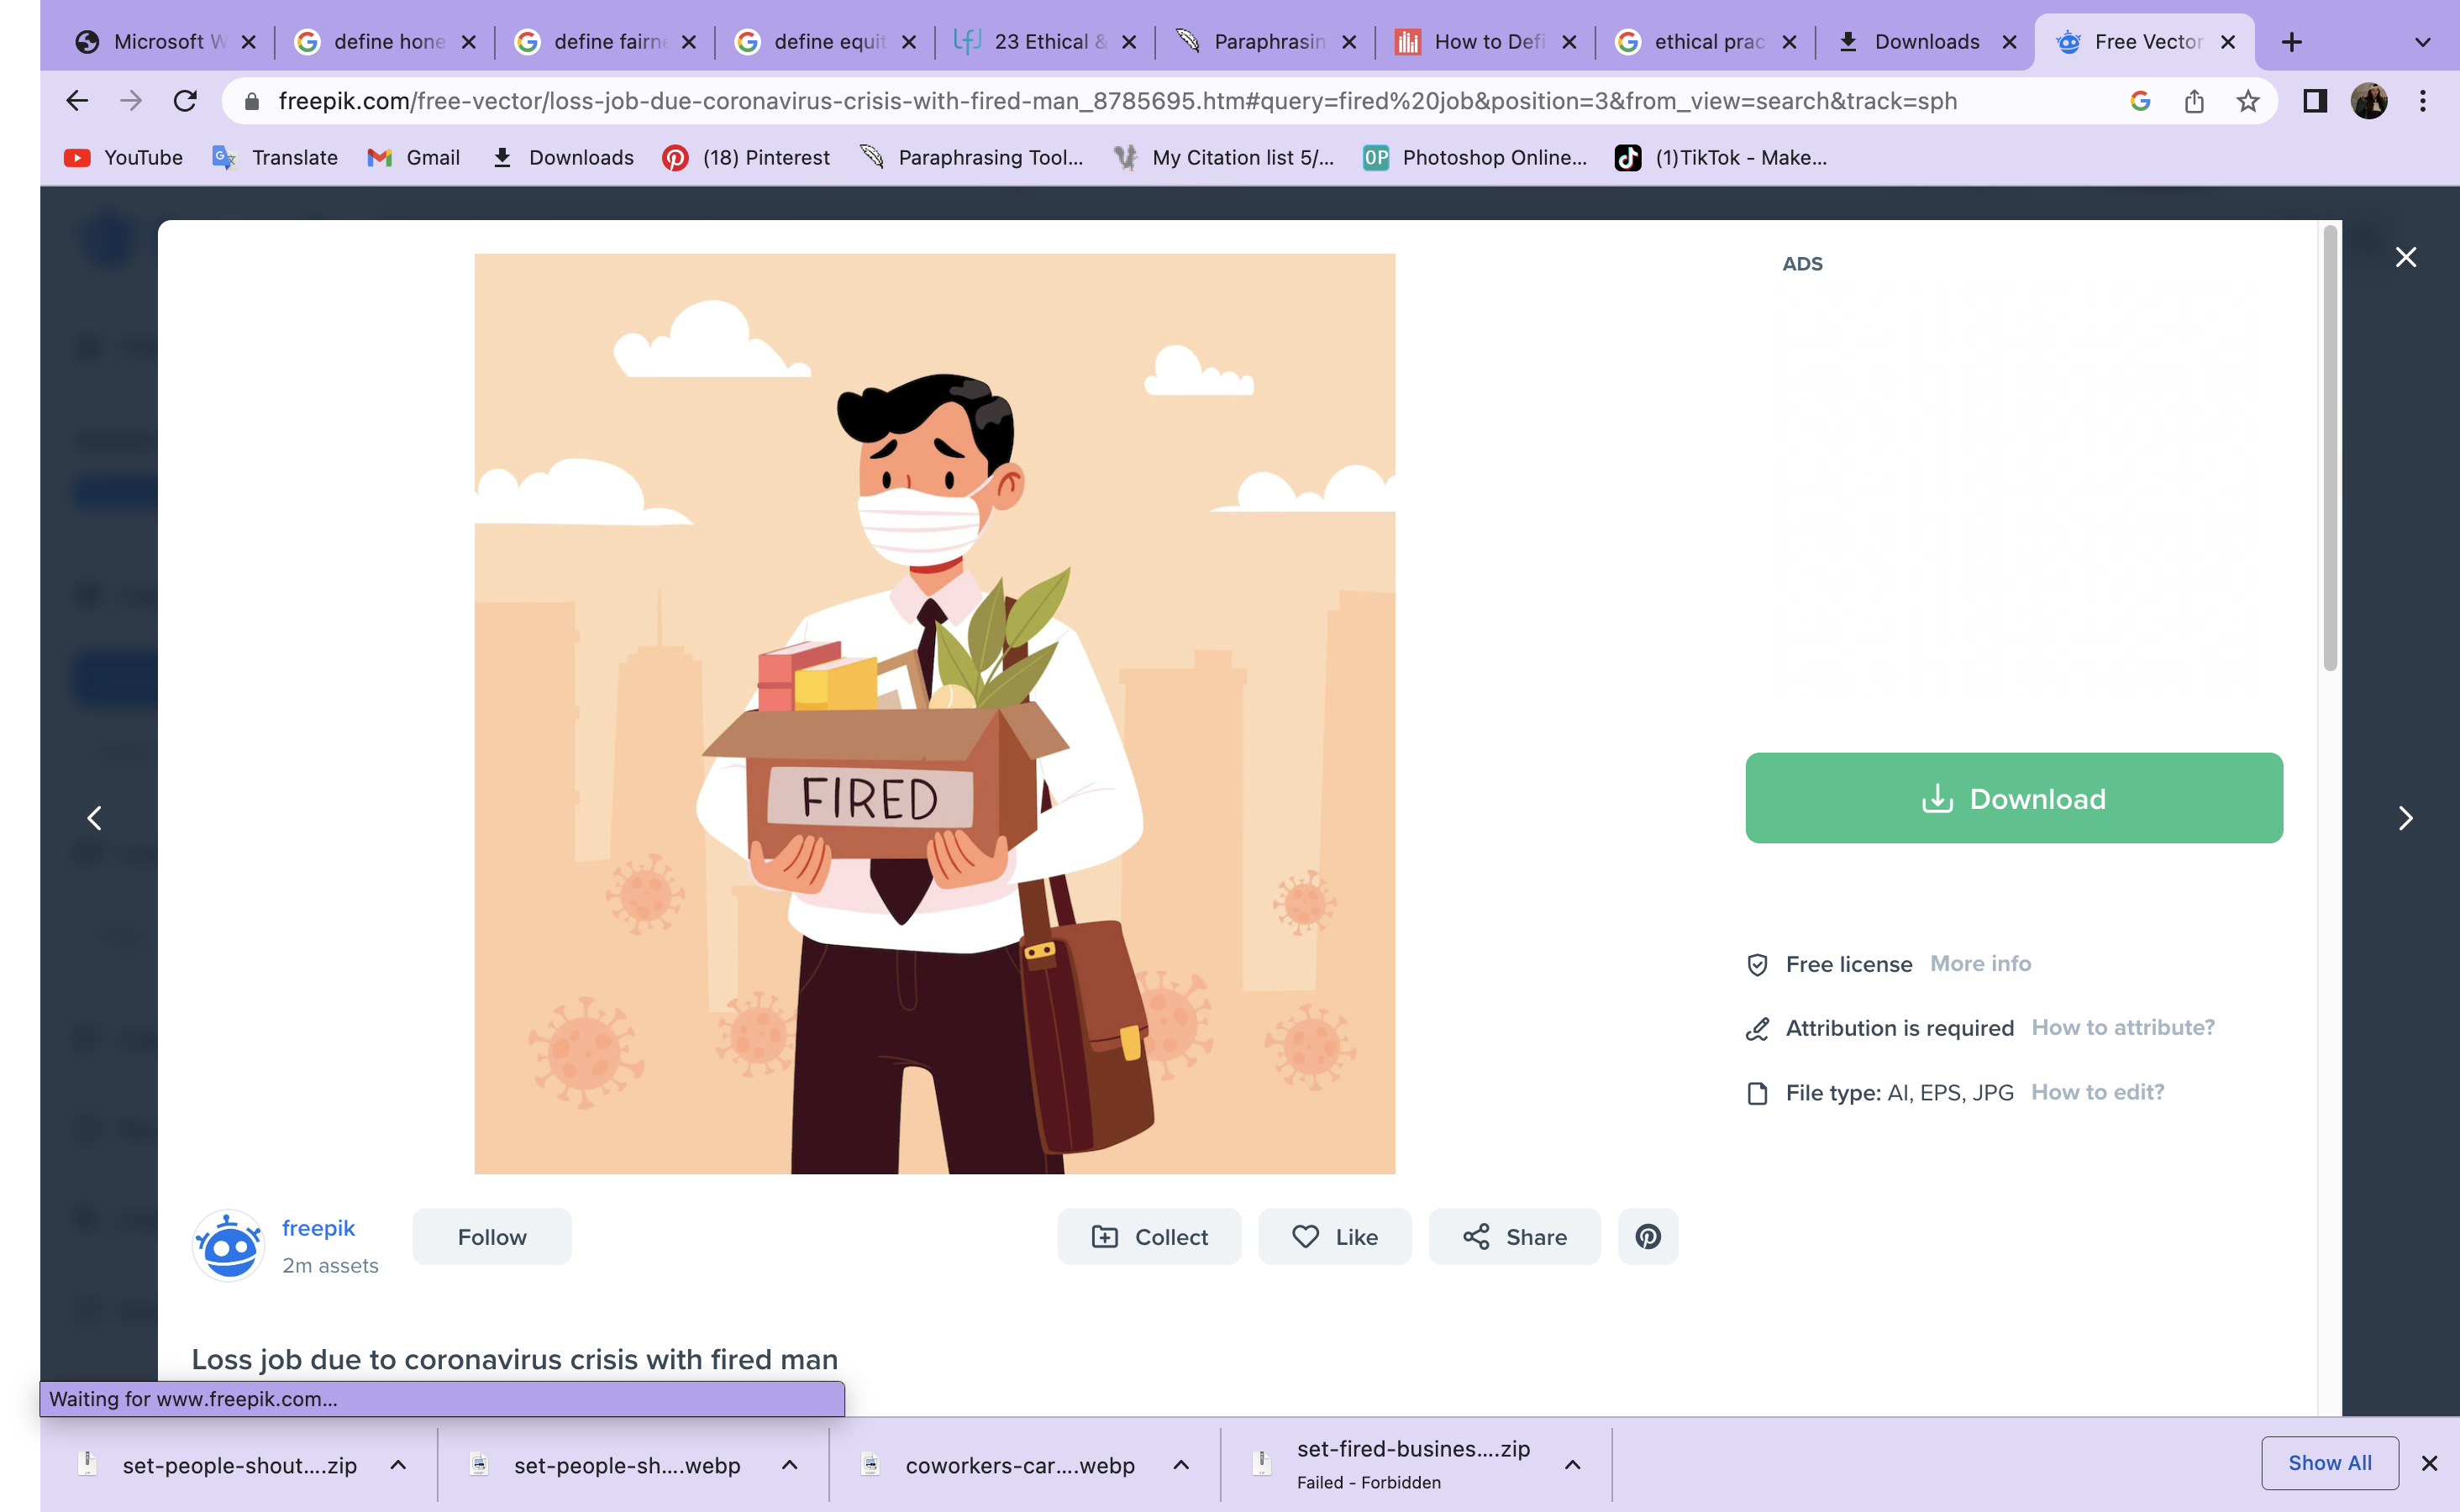 Microsoft W
define hone
define fairne
define equit
23 Ethical &
Paraphrasin
How to Defi
ethical prac
Downloads
Free Vector
freepik.com/free-vector/loss-job-due-coronavirus-crisis-with-fired-man_8785695.htm#query=fired%20job&position=3&from_view=search&track=sph
YouTube
Translate
Gmail
Downloads
(18) Pinterest
Paraphrasing Tool...
My Citation list 5/...
OP Photoshop Online...
(1)TikTok - Make...
ADS
FIRED
Download
Free license More info
Attribution is required How to attribute?
File type: AI, EPS, JPG How to edit?
freepik
2m assets
Follow
Collect
Like
Share
Loss job due to coronavirus crisis with fired man
Waiting for www.freepik.com...
set-people-shout....zip
set-people-sh....webp
coworkers-car....webp
set-fired-busines....zip
Failed - Forbidden
Show All